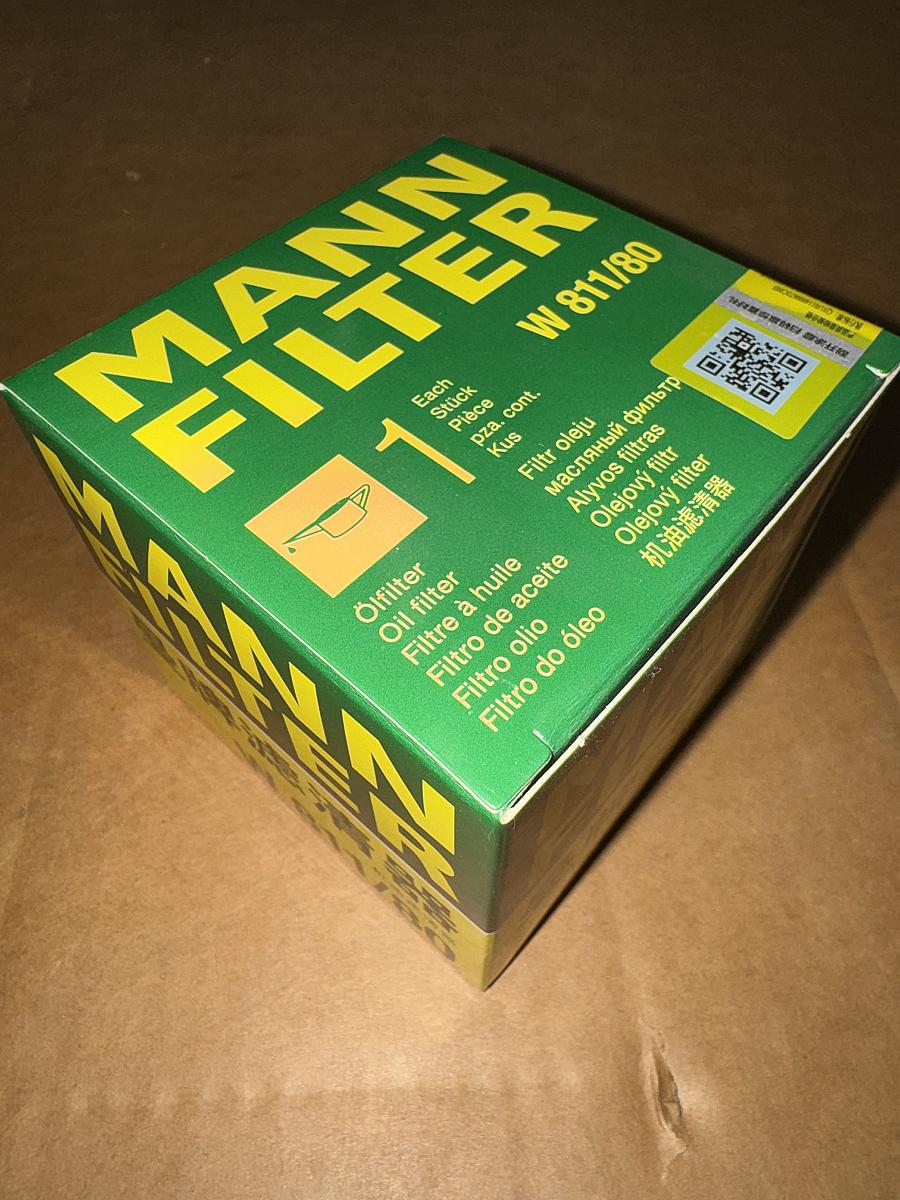 MANN
FILTER
W 811/80
1
Each
Stück
Pièce
pza. cont.
Kus
Ölfilter
Oil filter
Filtre à huile
Filtro de aceite
Filtro olio
Filtro do óleo
Filtr oleju
масляный фильтр
Alyvos filtras
Olejový filtr
Olejový filter
机油滤清器
MANN
FILTER